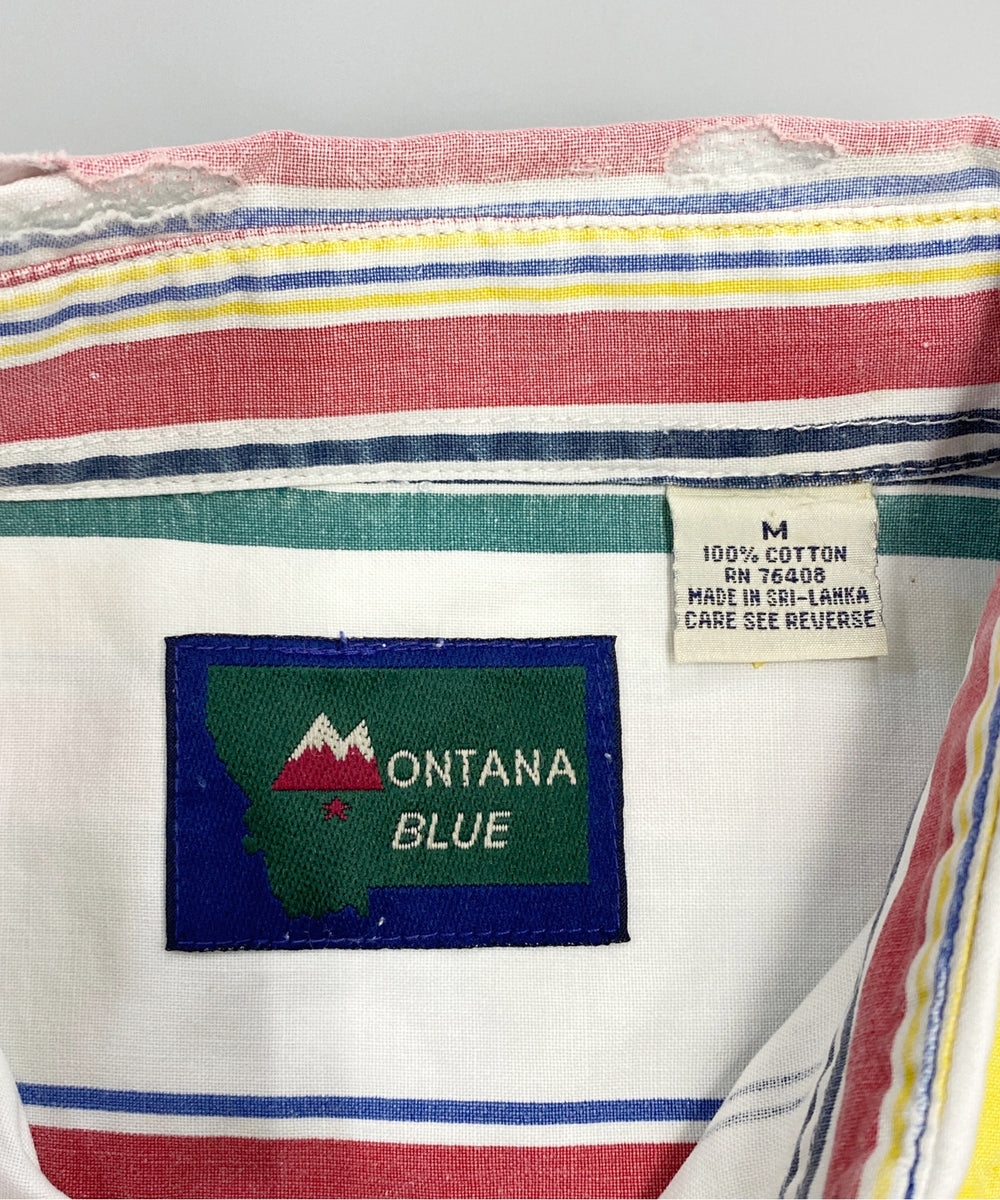 M
100% COTTON
RN 76408
MADE IN SRI-LANKA
CARE SEE REVERSE
MONTANA
BLUE